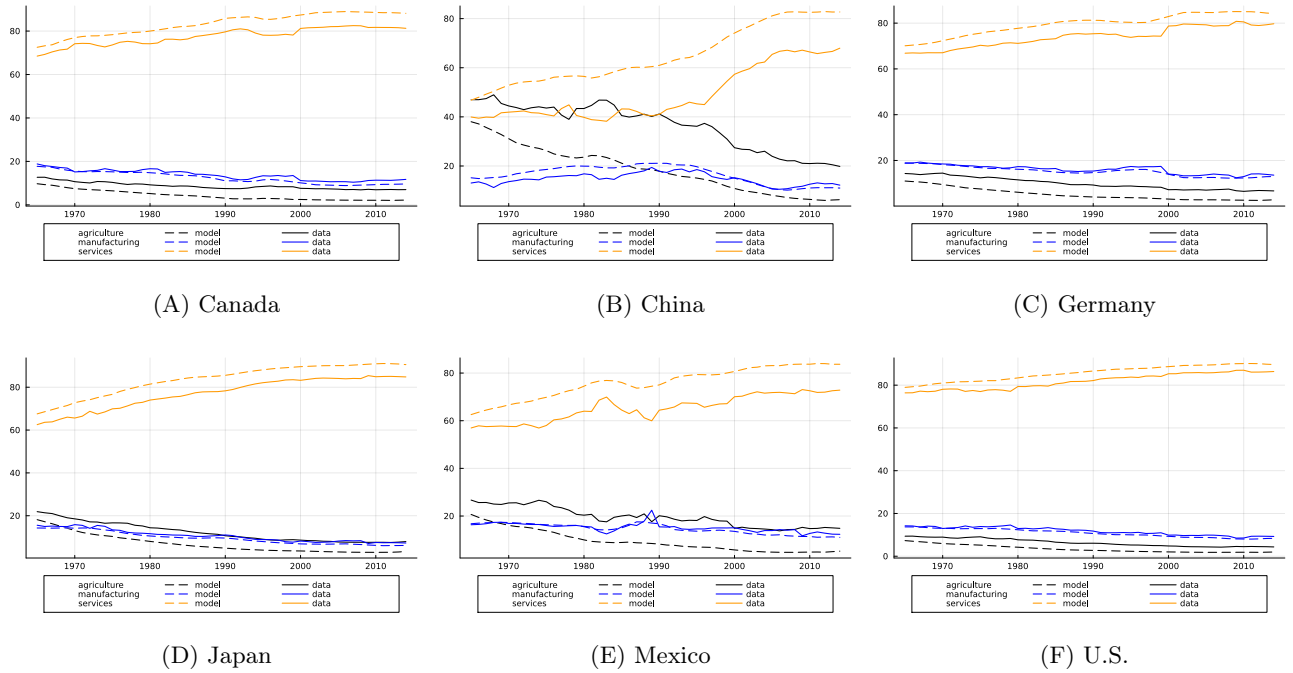 80
60
40
20
0
1970 1980 1990 2000 2010
agriculture model data
manufacturing model data
services model data
(A) Canada
80
60
40
20
1970 1980 1990 2000 2010
agriculture model data
manufacturing model data
services model data
(B) China
80
60
40
20
1970 1980 1990 2000 2010
agriculture model data
manufacturing model data
services model data
(C) Germany
80
60
40
20
1970 1980 1990 2000 2010
agriculture model data
manufacturing model data
services model data
(D) Japan
80
60
40
20
1970 1980 1990 2000 2010
agriculture model data
manufacturing model data
services model data
(E) Mexico
80
60
40
20
0
1970 1980 1990 2000 2010
agriculture model data
manufacturing model data
services model data
(F) U.S.